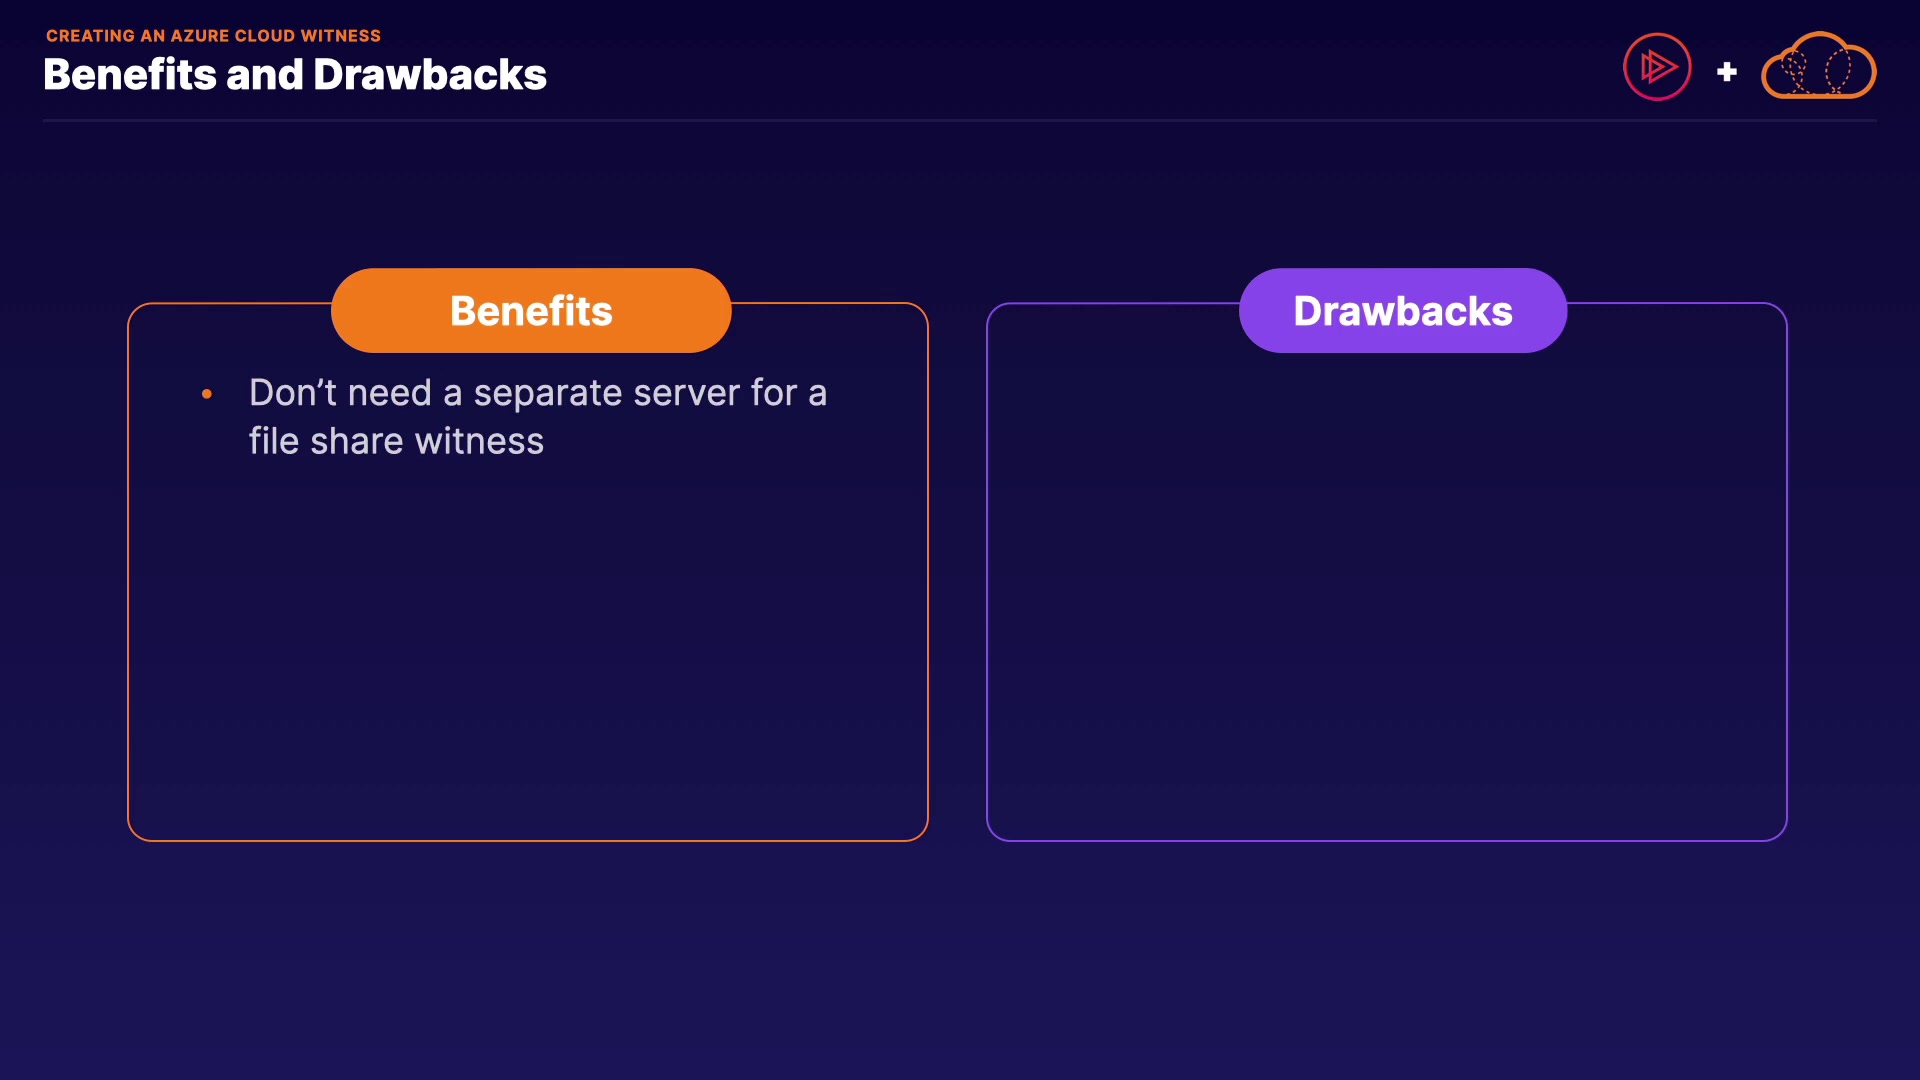 CREATING AN AZURE CLOUD WITNESS
Benefits and Drawbacks
Benefits
• Don’t need a separate server for a
file share witness
Drawbacks